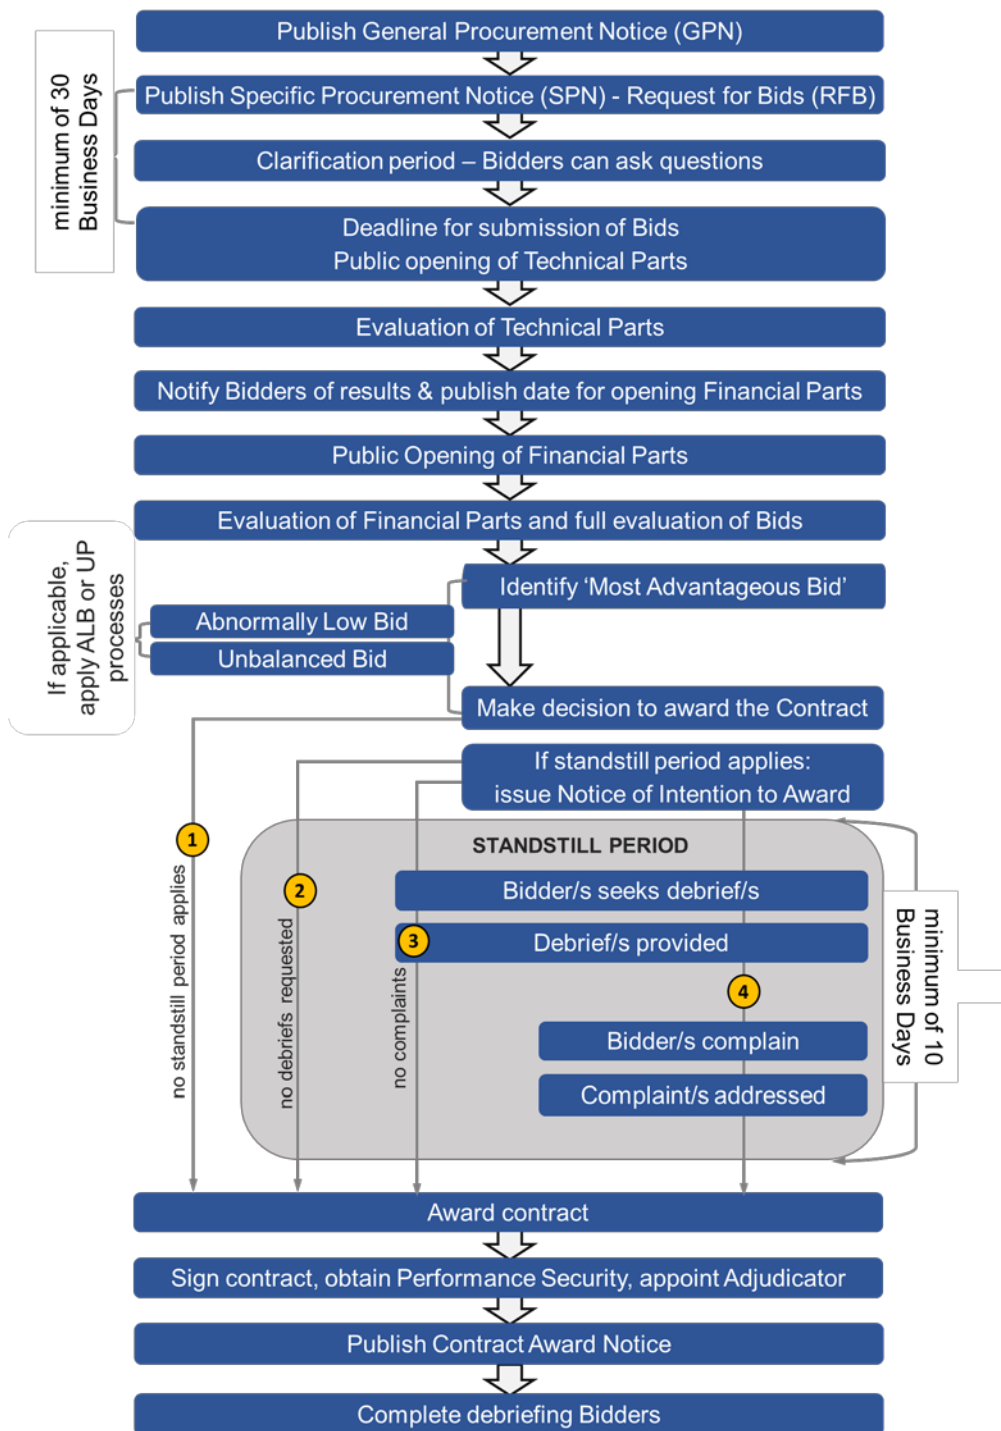 Publish General Procurement Notice (GPN)
minimum of 30
Business Days
Publish Specific Procurement Notice (SPN) - Request for Bids (RFB)
Clarification period – Bidders can ask questions
Deadline for submission of Bids
Public opening of Technical Parts
Evaluation of Technical Parts
Notify Bidders of results & publish date for opening Financial Parts
Public Opening of Financial Parts
Evaluation of Financial Parts and full evaluation of Bids
If applicable,
apply ALB or UP
processes
Identify ‘Most Advantageous Bid’
Abnormally Low Bid
Unbalanced Bid
Make decision to award the Contract
If standstill period applies:
issue Notice of Intention to Award
1
no standstill period applies
2
no debriefs requested
3
no complaints
STANDSTILL PERIOD
Bidder/s seeks debrief/s
Debrief/s provided
4
Bidder/s complain
Complaint/s addressed
minimum of 10
Business Days
Award contract
Sign contract, obtain Performance Security, appoint Adjudicator
Publish Contract Award Notice
Complete debriefing Bidders